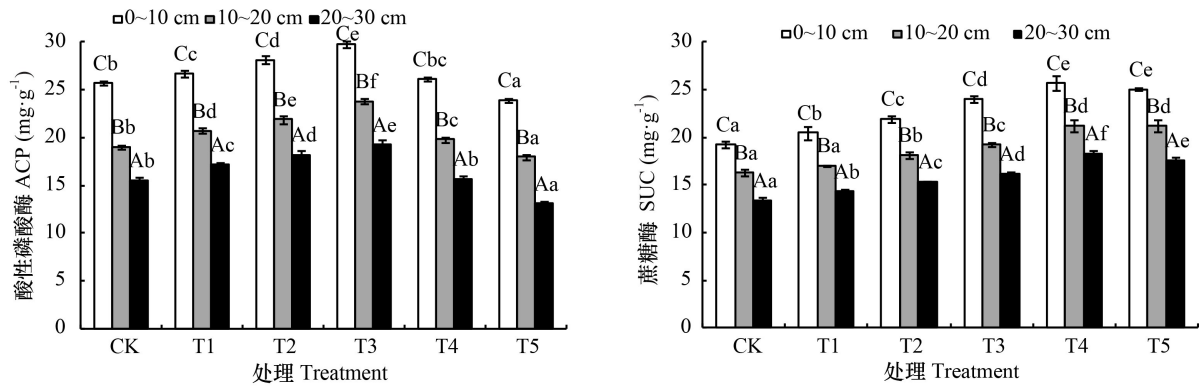 0~10 cm 10~20 cm 20~30 cm
酸性磷酸酶 ACP (mg·g⁻¹)
30
25
20
15
10
5
0
Cb Bb Ab
Cc Bd Ac
Cd Be Ad
Ce Bf Ae
Cbc Bc Ab
Ca Ba Aa
CK T1 T2 T3 T4 T5
处理 Treatment
0~10 cm 10~20 cm 20~30 cm
蔗糖酶 SUC (mg·g⁻¹)
30
25
20
15
10
5
0
Ca Ba Aa
Cb Ba Ab
Cc Bb Ac
Cd Bc Ad
Ce Bd Af
Ce Bd Ae
CK T1 T2 T3 T4 T5
处理 Treatment